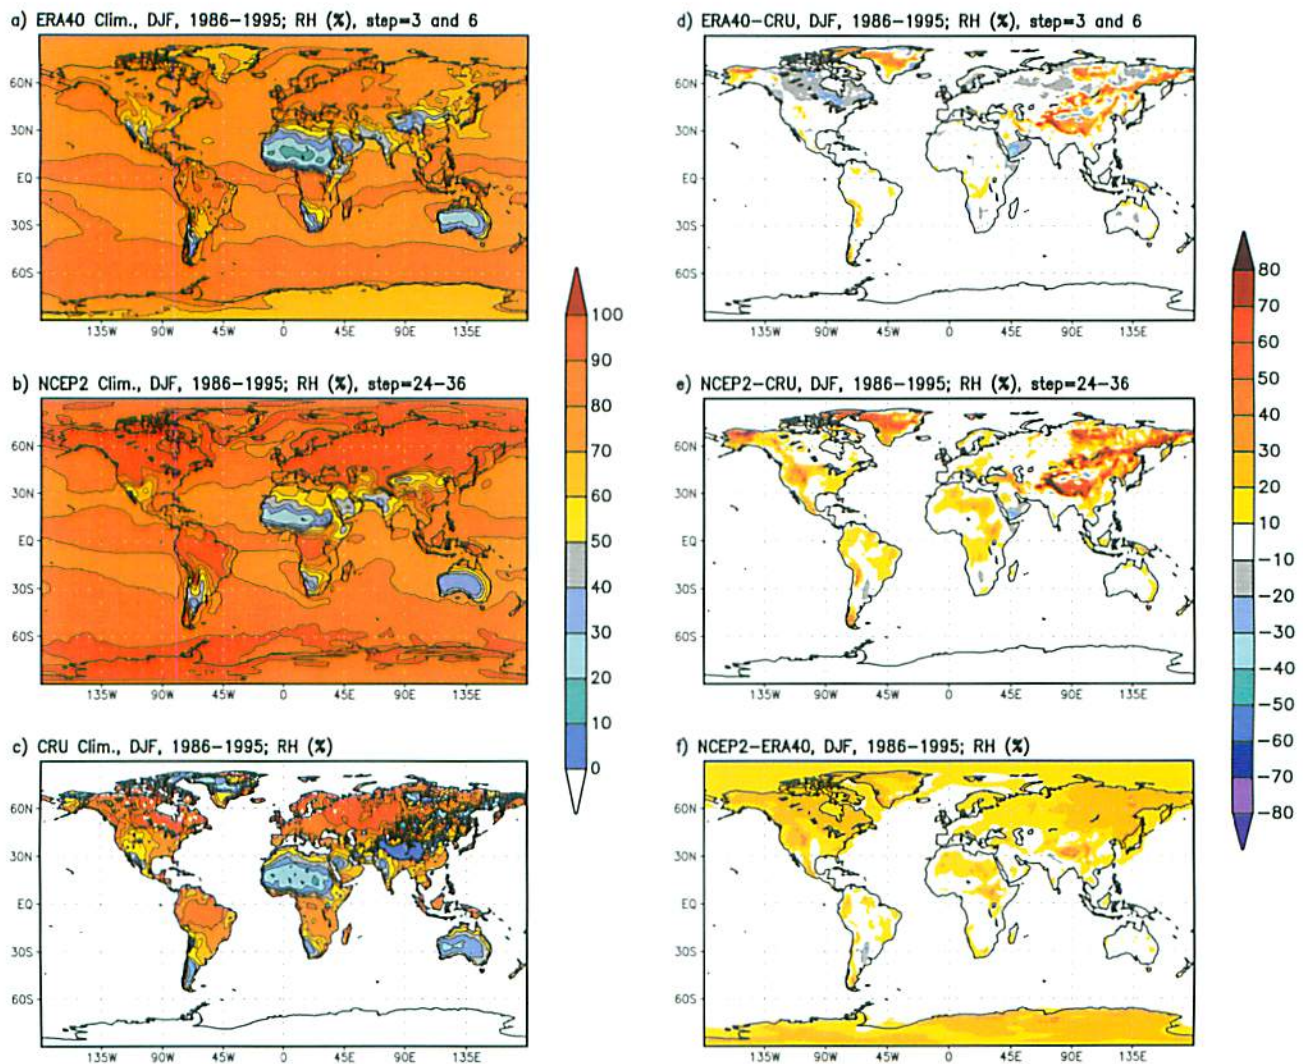 a) ERA40 Clim., DJF, 1986-1995; RH (%), step=3 and 6
60N
30N
EQ
30S
60S
135W 90W 45W 0 45E 90E 135E
b) NCEP2 Clim., DJF, 1986-1995; RH (%), step=24-36
60N
30N
EQ
30S
60S
135W 90W 45W 0 45E 90E 135E
c) CRU Clim., DJF, 1986-1995; RH (%)
60N
30N
EQ
30S
60S
135W 90W 45W 0 45E 90E 135E
100
90
80
70
60
50
40
30
20
10
0
d) ERA40-CRU, DJF, 1986-1995; RH (%), step=3 and 6
60N
30N
EQ
30S
60S
135W 90W 45W 0 45E 90E 135E
e) NCEP2-CRU, DJF, 1986-1995; RH (%), step=24-36
60N
30N
EQ
30S
60S
135W 90W 45W 0 45E 90E 135E
f) NCEP2-ERA40, DJF, 1986-1995; RH (%)
60N
30N
EQ
30S
60S
135W 90W 45W 0 45E 90E 135E
80
70
60
50
40
30
20
10
-10
-20
-30
-40
-50
-60
-70
-80